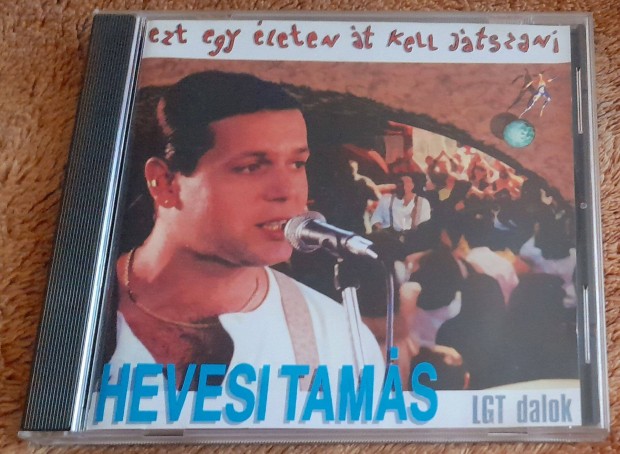 ezt egy életen át kell játszani
HEVESI TAMÁS
LGT dalok